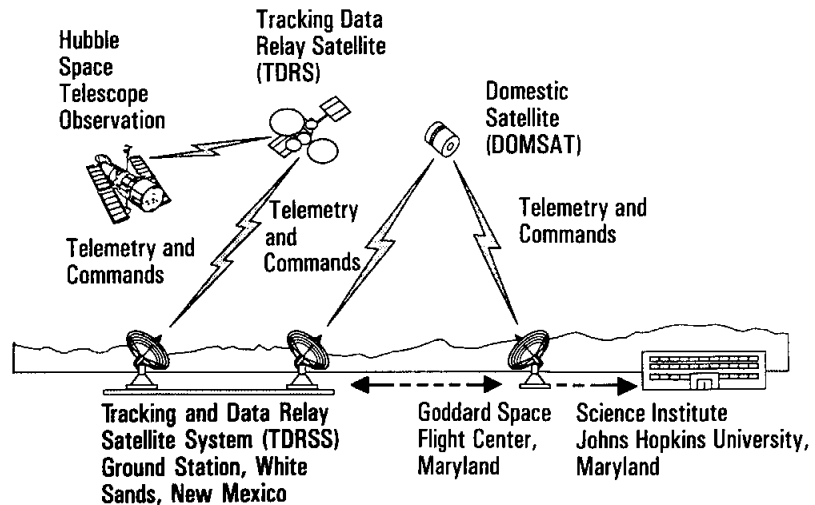 Hubble
Space
Telescope
Observation
Tracking Data
Relay Satellite
(TDRS)
Domestic
Satellite
(DOMSAT)
Telemetry and
Commands
Telemetry
and
Commands
Telemetry and
Commands
Tracking and Data Relay
Satellite System (TDRSS)
Ground Station, White
Sands, New Mexico
Goddard Space
Flight Center,
Maryland
Science Institute
Johns Hopkins University,
Maryland